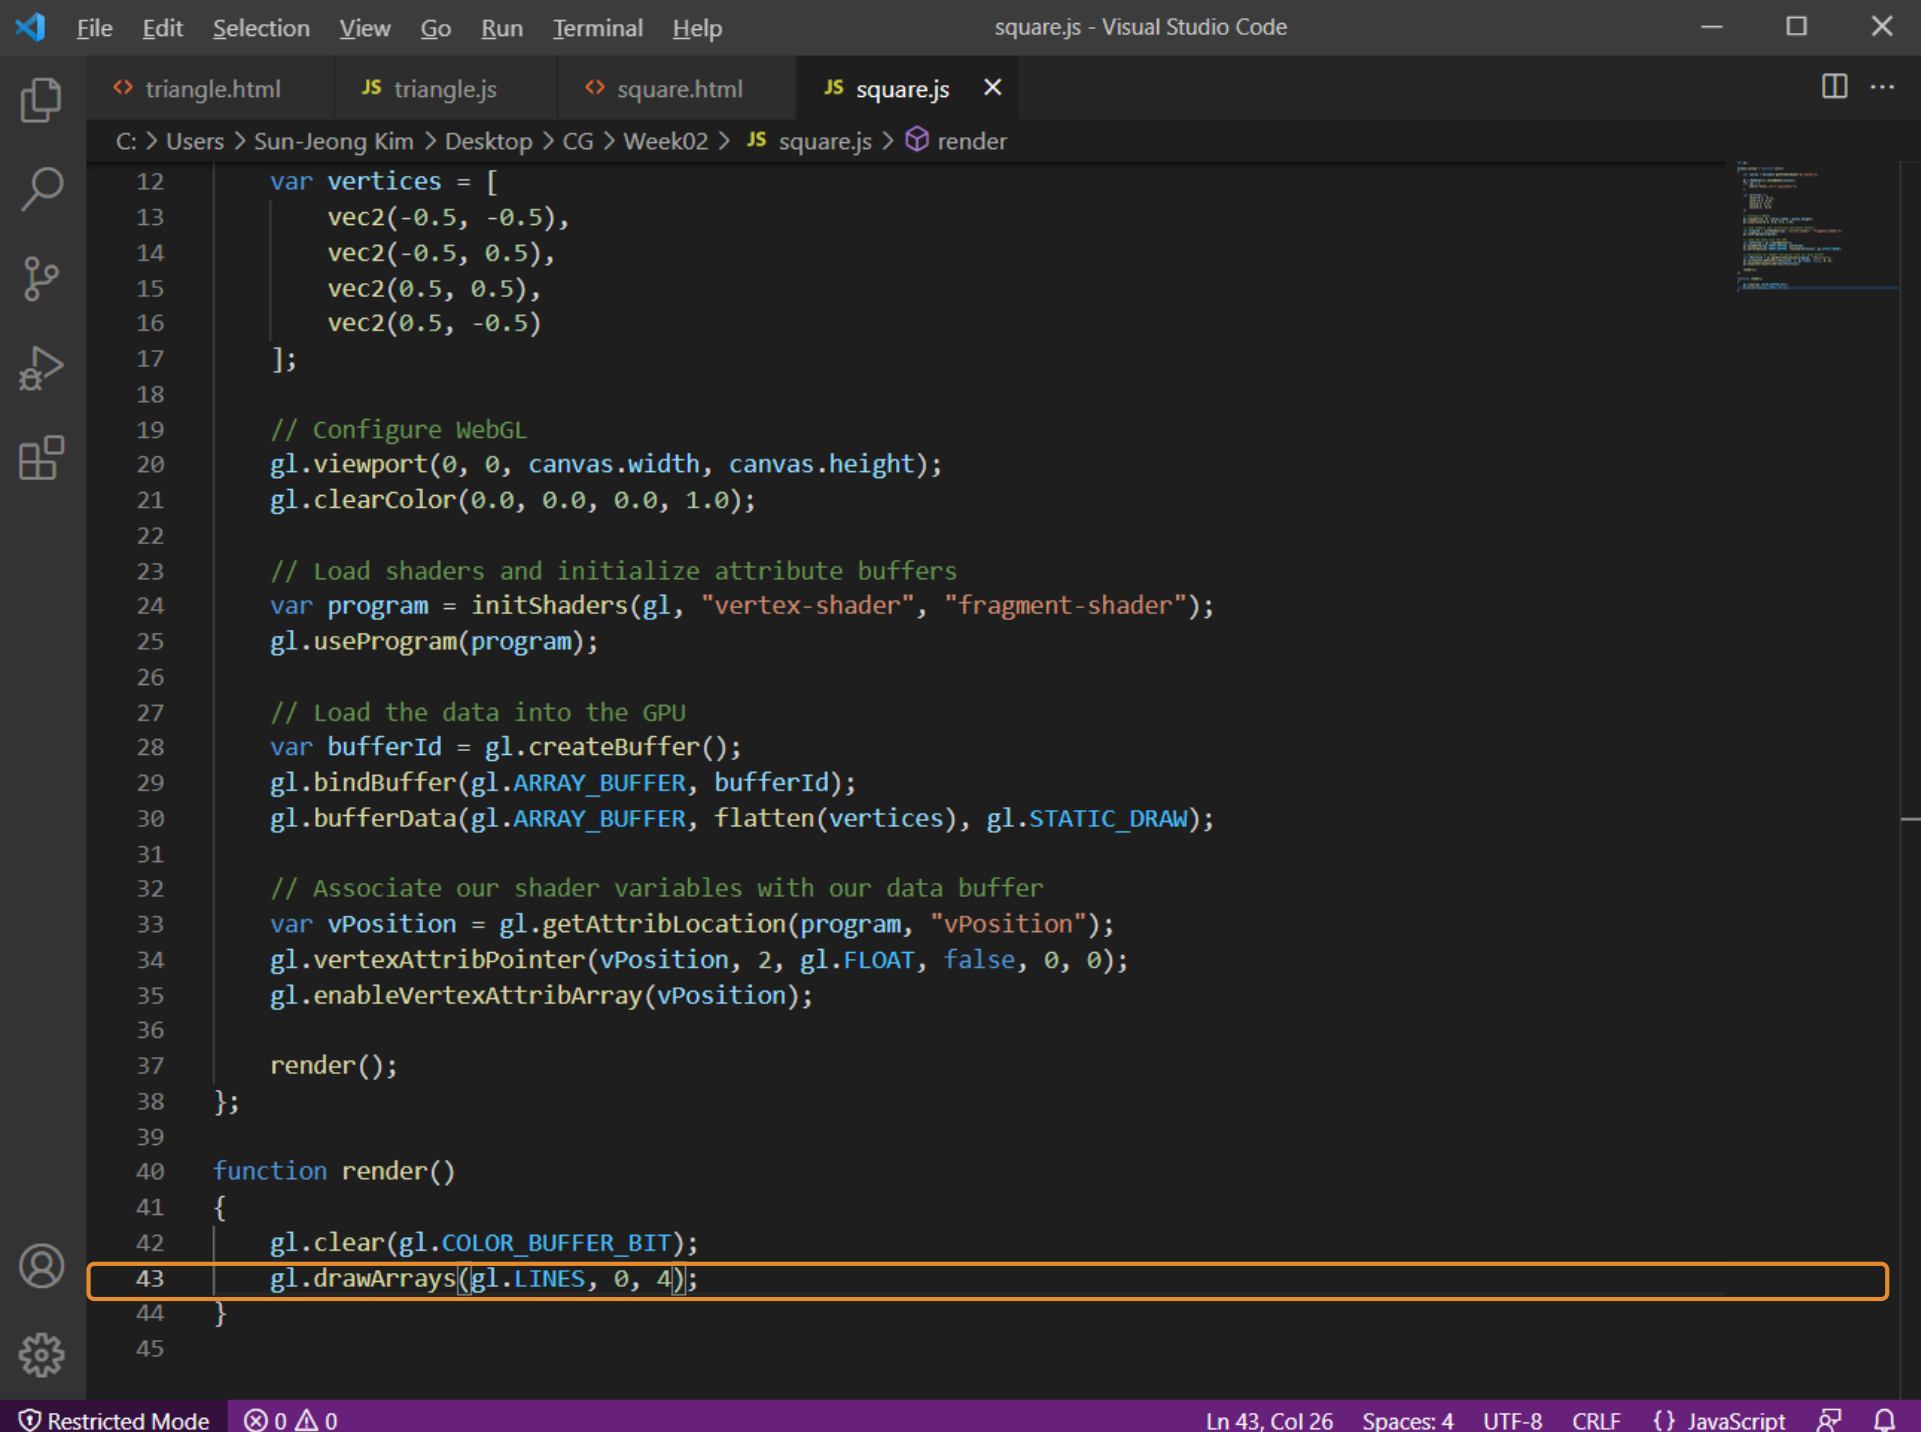 File Edit Selection View Go Run Terminal Help square.js - Visual Studio Code
<> triangle.html JS triangle.js <> square.html JS square.js
C: > Users > Sun-Jeong Kim > Desktop > CG > Week02 > JS square.js > render
12 var vertices = [
13 vec2(-0.5, -0.5),
14 vec2(-0.5, 0.5),
15 vec2(0.5, 0.5),
16 vec2(0.5, -0.5)
17 ];
18
19 // Configure WebGL
20 gl.viewport(0, 0, canvas.width, canvas.height);
21 gl.clearColor(0.0, 0.0, 0.0, 1.0);
22
23 // Load shaders and initialize attribute buffers
24 var program = initShaders(gl, "vertex-shader", "fragment-shader");
25 gl.useProgram(program);
26
27 // Load the data into the GPU
28 var bufferId = gl.createBuffer();
29 gl.bindBuffer(gl.ARRAY_BUFFER, bufferId);
30 gl.bufferData(gl.ARRAY_BUFFER, flatten(vertices), gl.STATIC_DRAW);
31
32 // Associate our shader variables with our data buffer
33 var vPosition = gl.getAttribLocation(program, "vPosition");
34 gl.vertexAttribPointer(vPosition, 2, gl.FLOAT, false, 0, 0);
35 gl.enableVertexAttribArray(vPosition);
36
37 render();
38 };
39
40 function render()
41 {
42 gl.clear(gl.COLOR_BUFFER_BIT);
43 gl.drawArrays(gl.LINES, 0, 4);
44 }
45
Restricted Mode 0 0 Ln 43, Col 26 Spaces: 4 UTF-8 CRLF {} JavaScript